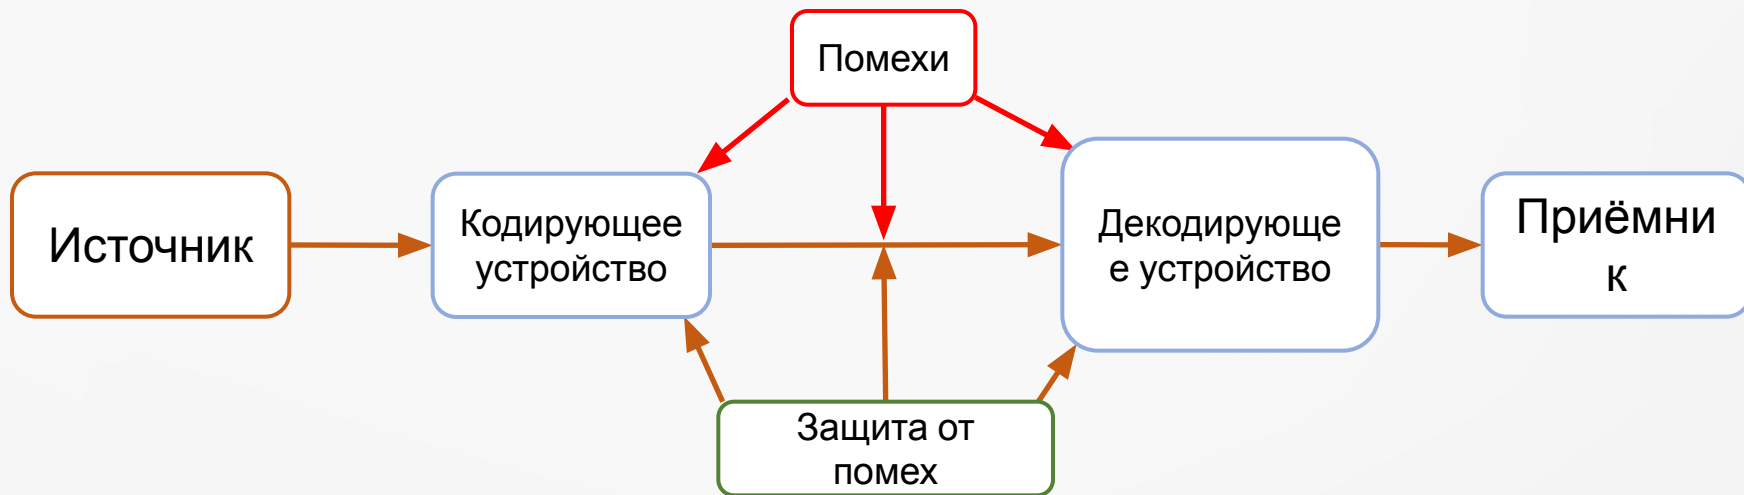 Помехи
Источник
Кодирующее
устройство
Декодирующе
е устройство
Приёмни
к
Защита от
помех